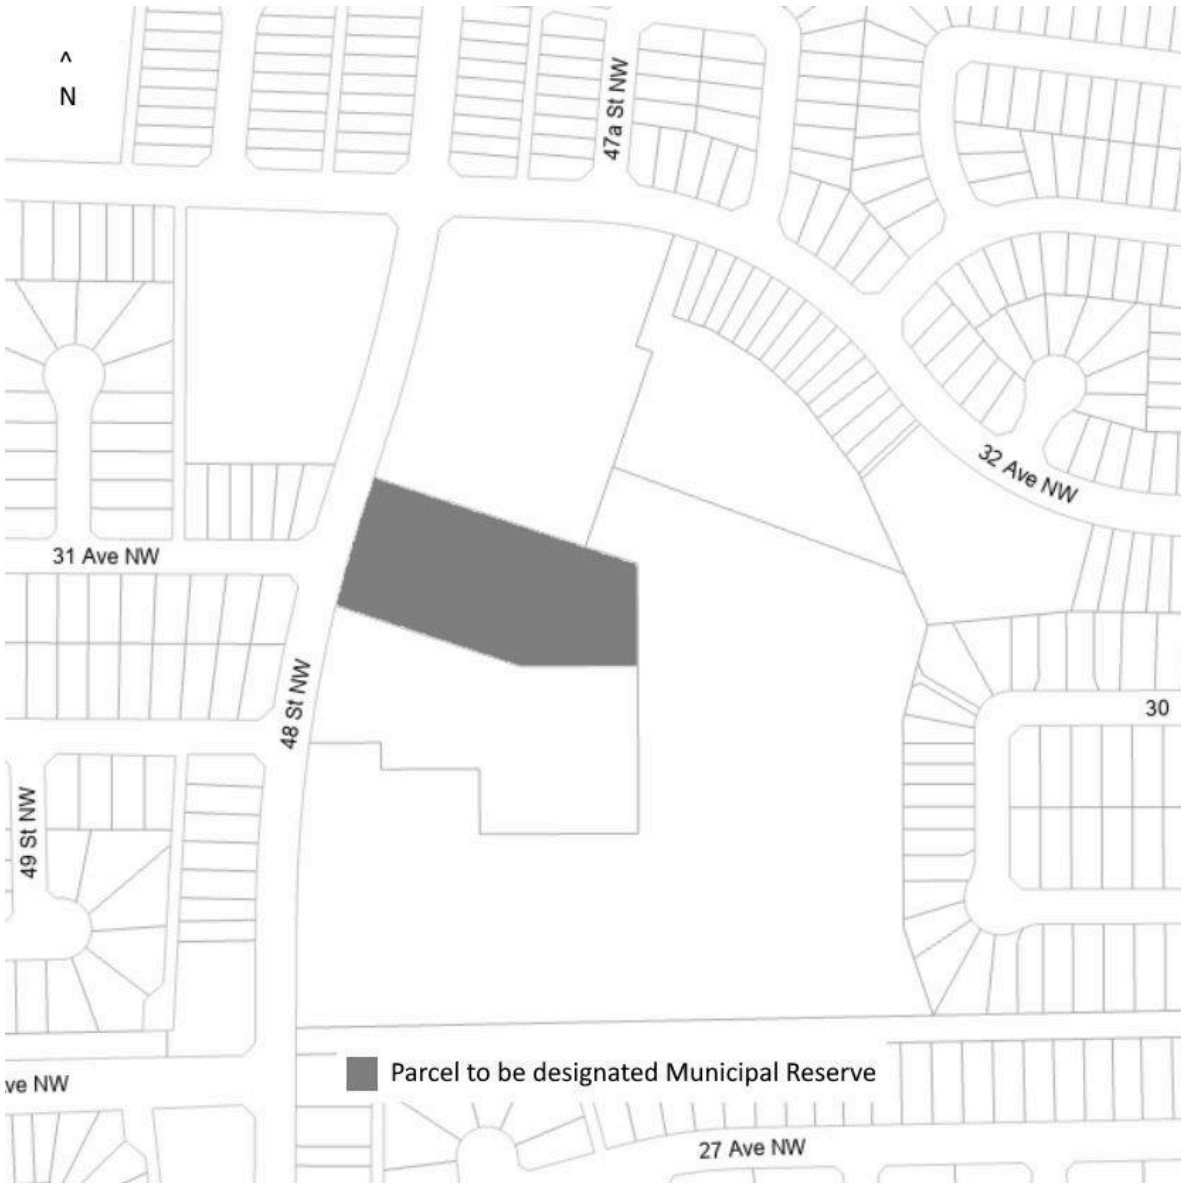 ^
N
47a St NW
32 Ave NW
31 Ave NW
48 St NW
30
49 St NW
Parcel to be designated Municipal Reserve
ve NW
27 Ave NW